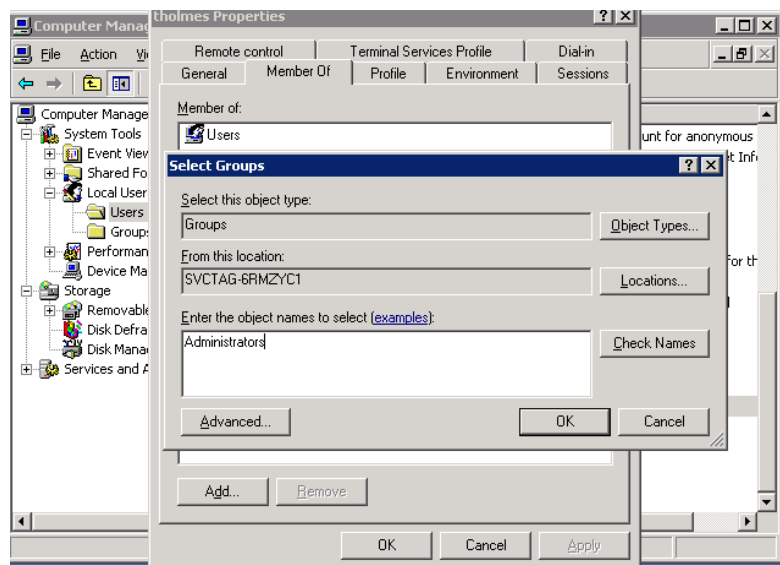 Computer Manag
tholmes Properties
File Action Vi
Remote control Terminal Services Profile Dial-in
General Member Of Profile Environment Sessions
Computer Manage
System Tools
Event View
Shared Fo
Local User
Users
Groups
Performan
Device Ma
Storage
Removable
Disk Defra
Disk Mana
Services and A
Member of:
Users
unt for anonymous
t Inf
for th
Select Groups
Select this object type:
Groups
Object Types...
From this location:
SVCTAG-6RMZYC1
Locations...
Enter the object names to select (examples):
Administrators
Check Names
Advanced... OK Cancel
Add... Remove
OK Cancel Apply